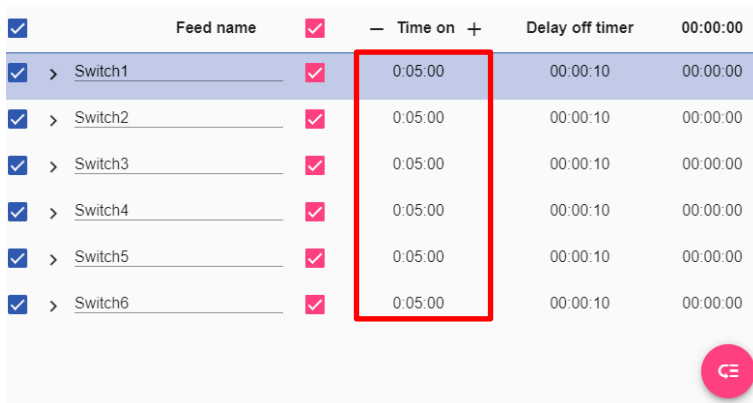 Feed name − Time on + Delay off timer 00:00:00
Switch1 0:05:00 00:00:10 00:00:00
Switch2 0:05:00 00:00:10 00:00:00
Switch3 0:05:00 00:00:10 00:00:00
Switch4 0:05:00 00:00:10 00:00:00
Switch5 0:05:00 00:00:10 00:00:00
Switch6 0:05:00 00:00:10 00:00:00